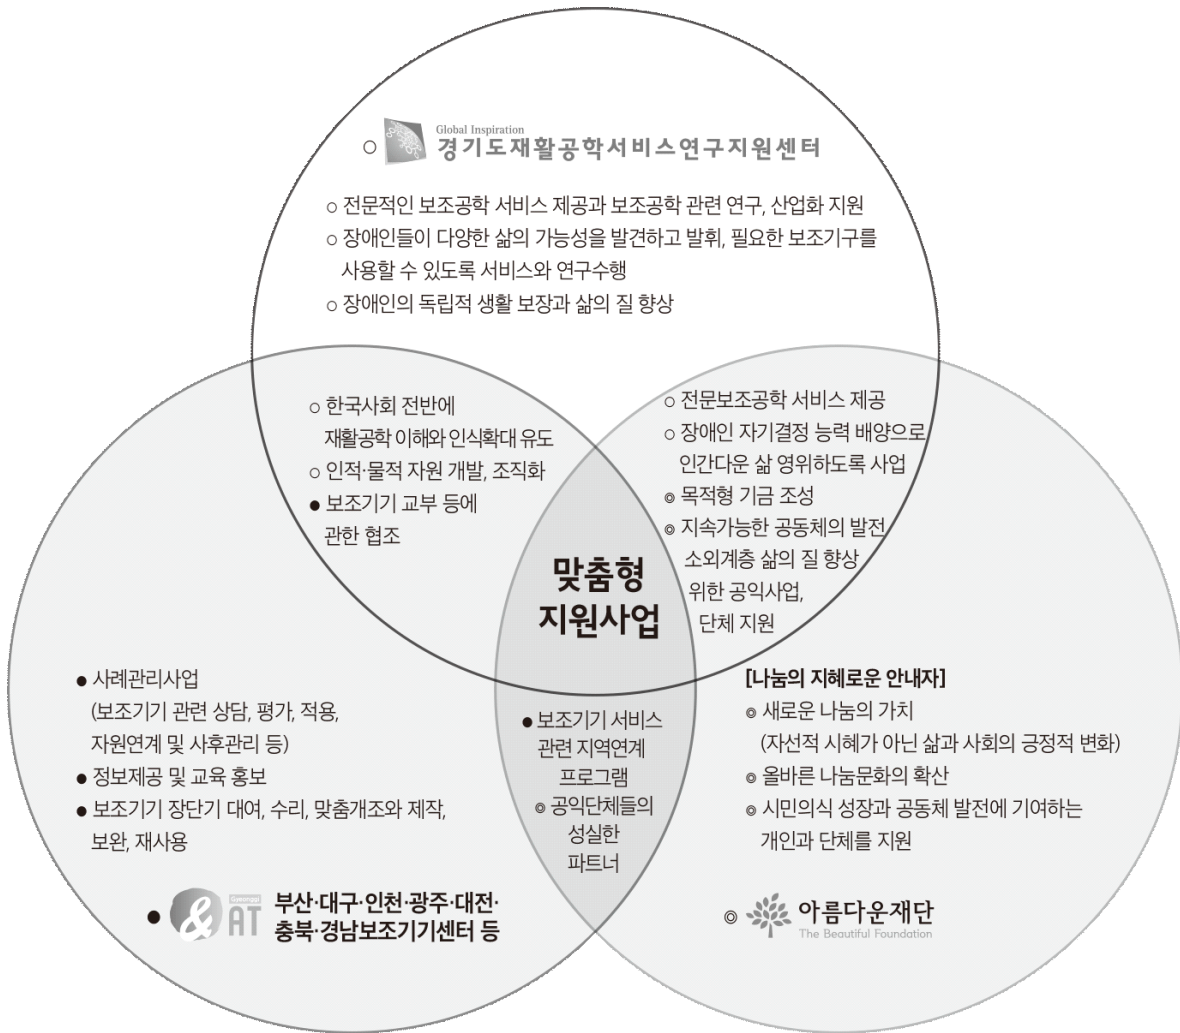 ○ Global Inspiration
경기도재활공학서비스연구지원센터
○ 전문적인 보조공학 서비스 제공과 보조공학 관련 연구, 산업화 지원
○ 장애인들이 다양한 삶의 가능성을 발견하고 발휘, 필요한 보조기구를
사용할 수 있도록 서비스와 연구수행
○ 장애인의 독립적 생활 보장과 삶의 질 향상
○ 한국사회 전반에
재활공학 이해와 인식확대 유도
○ 인적·물적 자원 개발, 조직화
● 보조기기 교부 등에
관한 협조
○ 전문보조공학 서비스 제공
○ 장애인 자기결정 능력 배양으로
인간다운 삶 영위하도록 사업
◎ 목적형 기금 조성
◎ 지속가능한 공동체의 발전
소외계층 삶의 질 향상
위한 공익사업,
단체 지원
맞춤형
지원사업
● 사례관리사업
(보조기기 관련 상담, 평가, 적용,
자원연계 및 사후관리 등)
● 정보제공 및 교육 홍보
● 보조기기 장단기 대여, 수리, 맞춤개조와 제작,
보완, 재사용
● 보조기기 서비스
관련 지역연계
프로그램
◎ 공익단체들의
성실한
파트너
[나눔의 지혜로운 안내자]
◎ 새로운 나눔의 가치
(자선적 시혜가 아닌 삶과 사회의 긍정적 변화)
◎ 올바른 나눔문화의 확산
◎ 시민의식 성장과 공동체 발전에 기여하는
개인과 단체를 지원
● & Gyeonggi AT
부산·대구·인천·광주·대전·
충북·경남보조기기센터 등
◎ 아름다운재단
The Beautiful Foundation